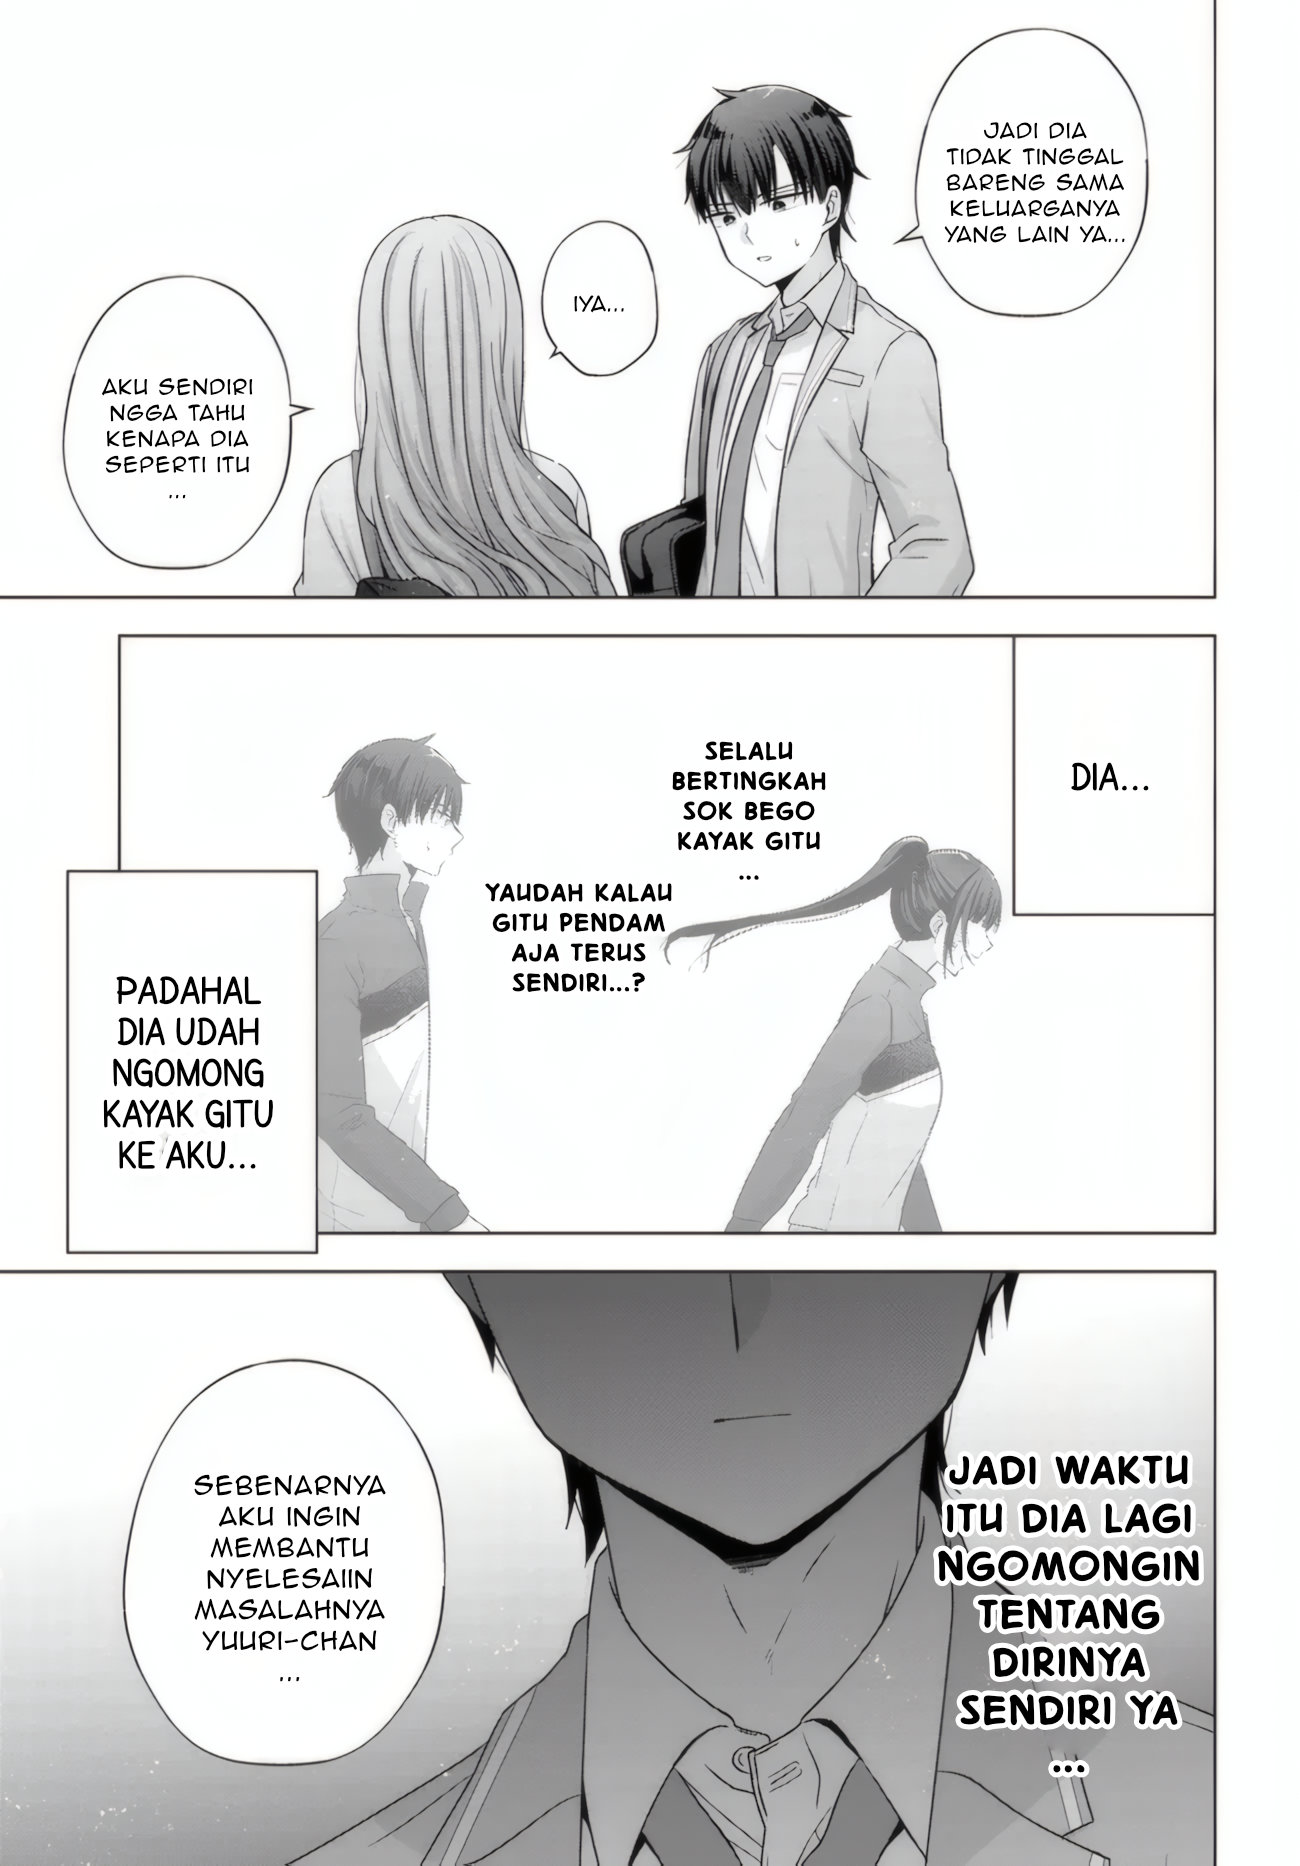 JADI DIA
TIDAK TINGGAL
BARENG SAMA
KELUARGANYA
YANG LAIN YA...
IYA...
AKU SENDIRI
NGGA TAHU
KENAPA DIA
SEPERTI ITU
...
DIA...
SELALU
BERTINGKAH
SOK BEGO
KAYAK GITU
...
YAUDAH KALAU
GITU PENDAM
AJA TERUS
SENDIRI...?
PADAHAL
DIA UDAH
NGOMONG
KAYAK GITU
KE AKU...
JADI WAKTU
ITU DIA LAGI
NGOMONGIN
TENTANG
DIRINYA
SENDIRI YA
...
SEBENARNYA
AKU INGIN
MEMBANTU
NYELESAIIN
MASALAHNYA
YUURI-CHAN
...